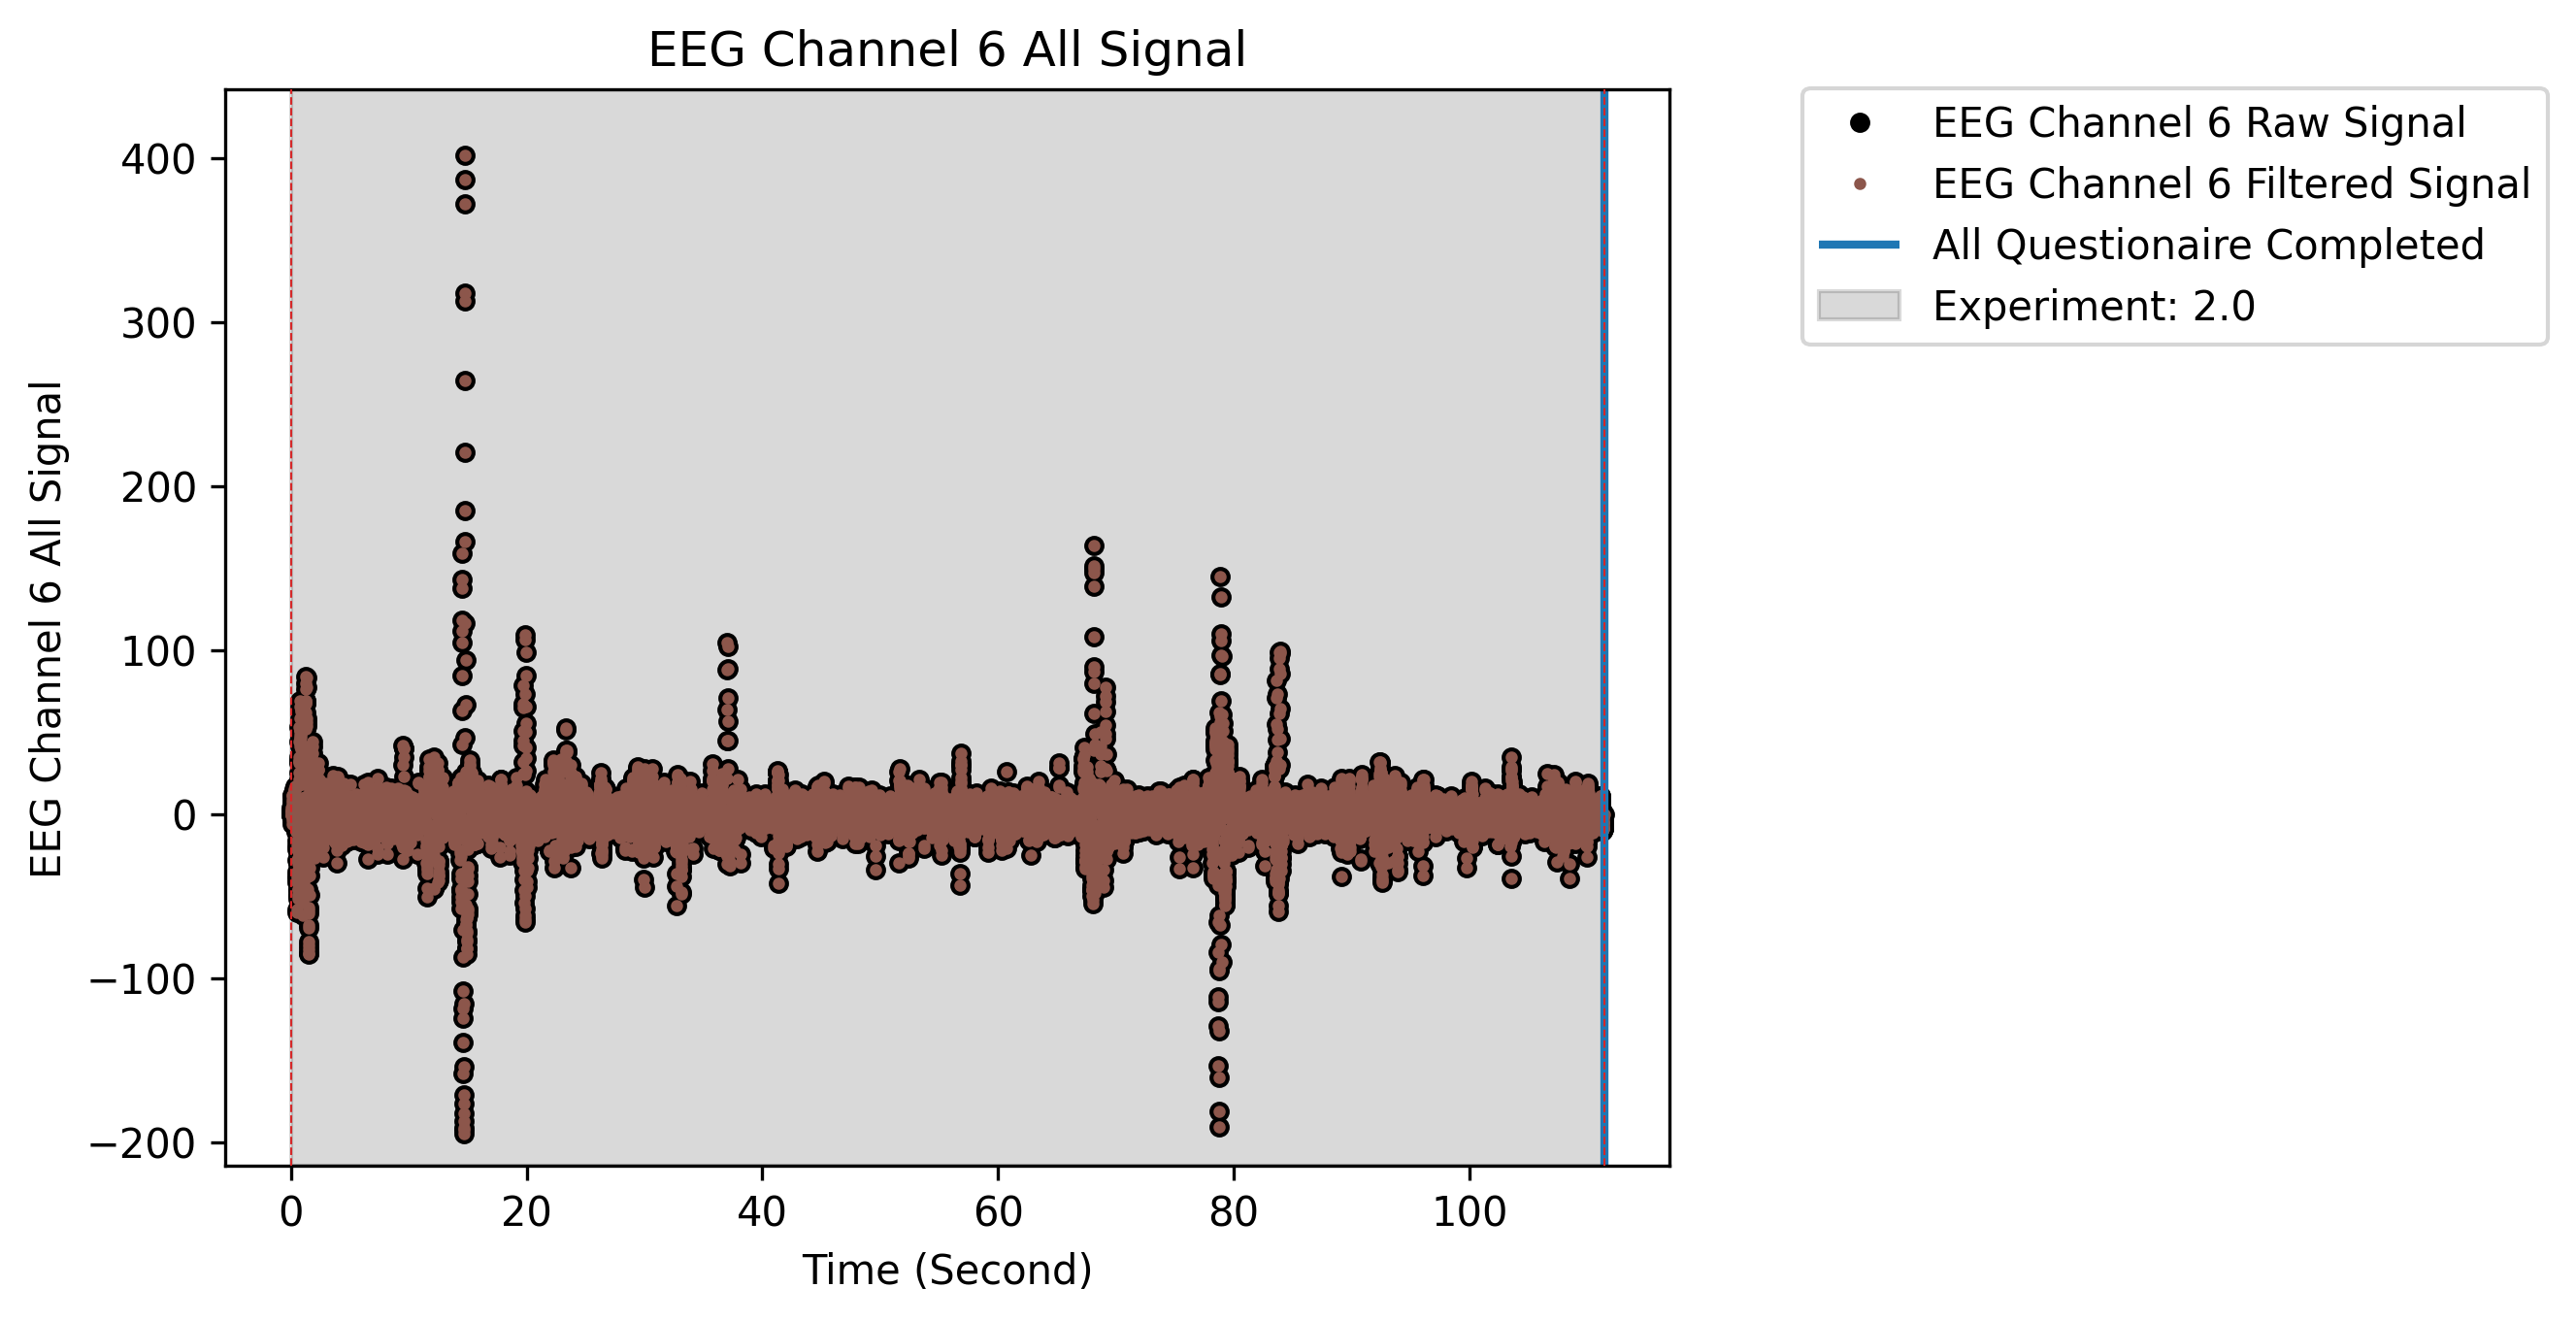 EEG Channel 6 All Signal
EEG Channel 6 Raw Signal
EEG Channel 6 Filtered Signal
All Questionaire Completed
Experiment: 2.0
EEG Channel 6 All Signal
400
300
200
100
0
−100
−200
0 20 40 60 80 100
Time (Second)